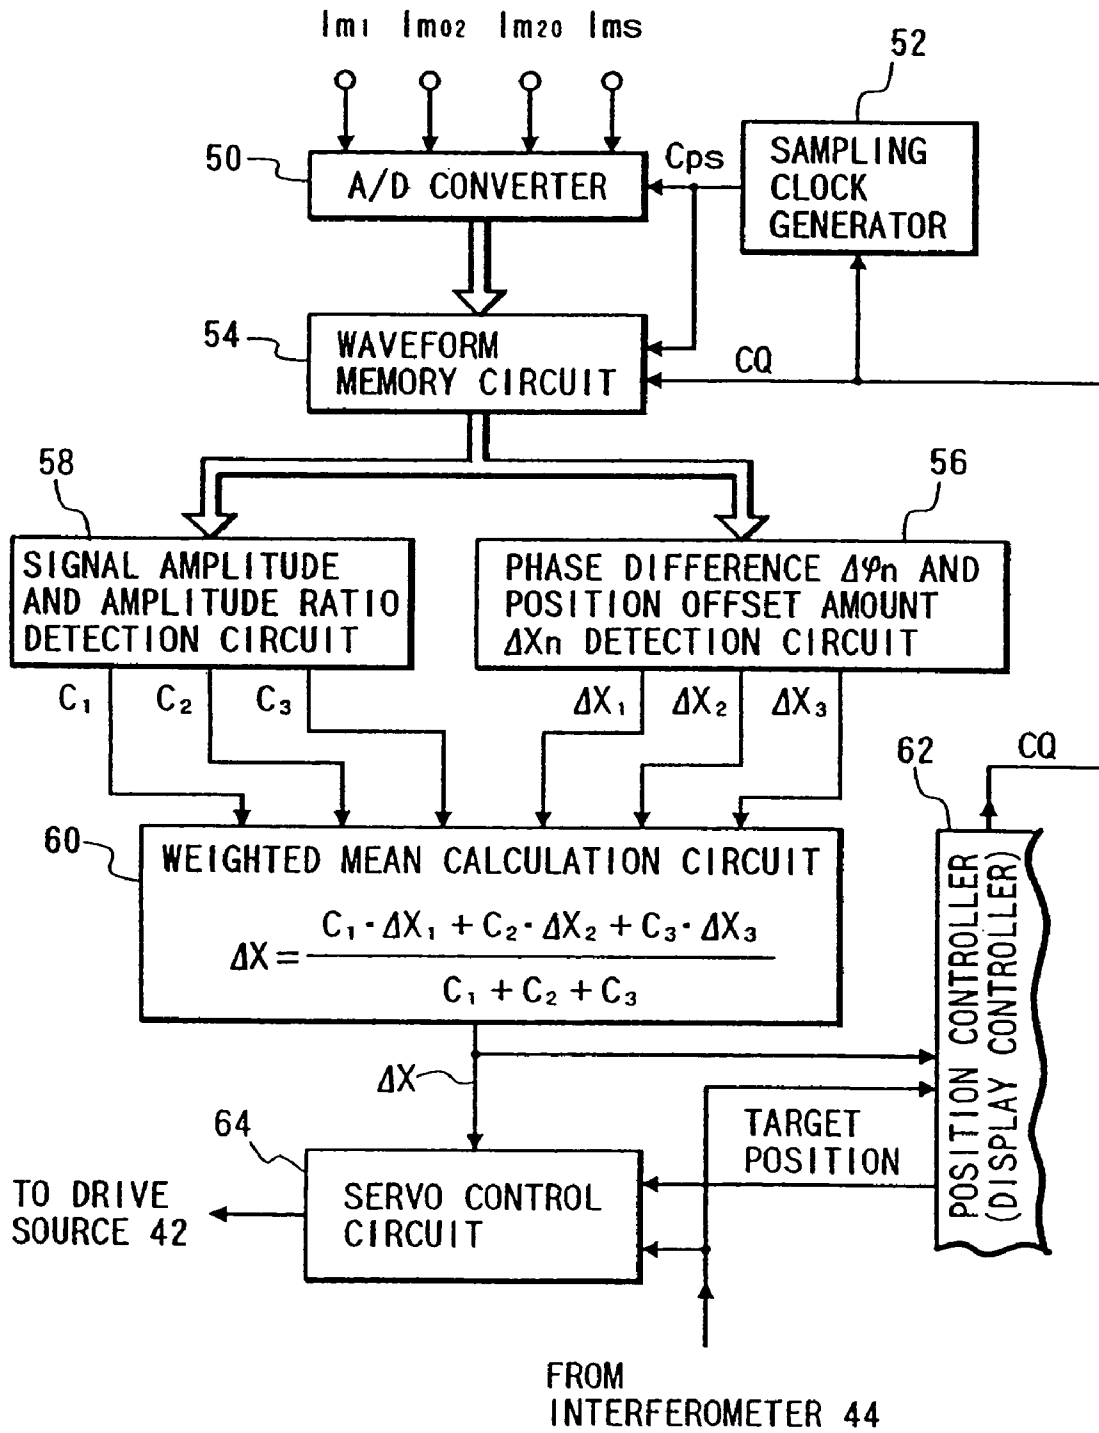 Im1 Im02 Im20 Ims
52
50
A/D CONVERTER
Cps
SAMPLING
CLOCK
GENERATOR
54
WAVEFORM
MEMORY CIRCUIT
CQ
58
56
SIGNAL AMPLITUDE
AND AMPLITUDE RATIO
DETECTION CIRCUIT
PHASE DIFFERENCE Δφn AND
POSITION OFFSET AMOUNT
ΔXn DETECTION CIRCUIT
C1 C2 C3
ΔX1 ΔX2 ΔX3
62
CQ
60
WEIGHTED MEAN CALCULATION CIRCUIT
ΔX = C1·ΔX1 + C2·ΔX2 + C3·ΔX3
C1 + C2 + C3
POSITION CONTROLLER
(DISPLAY CONTROLLER)
ΔX
64
TARGET
POSITION
SERVO CONTROL
CIRCUIT
TO DRIVE
SOURCE 42
FROM
INTERFEROMETER 44